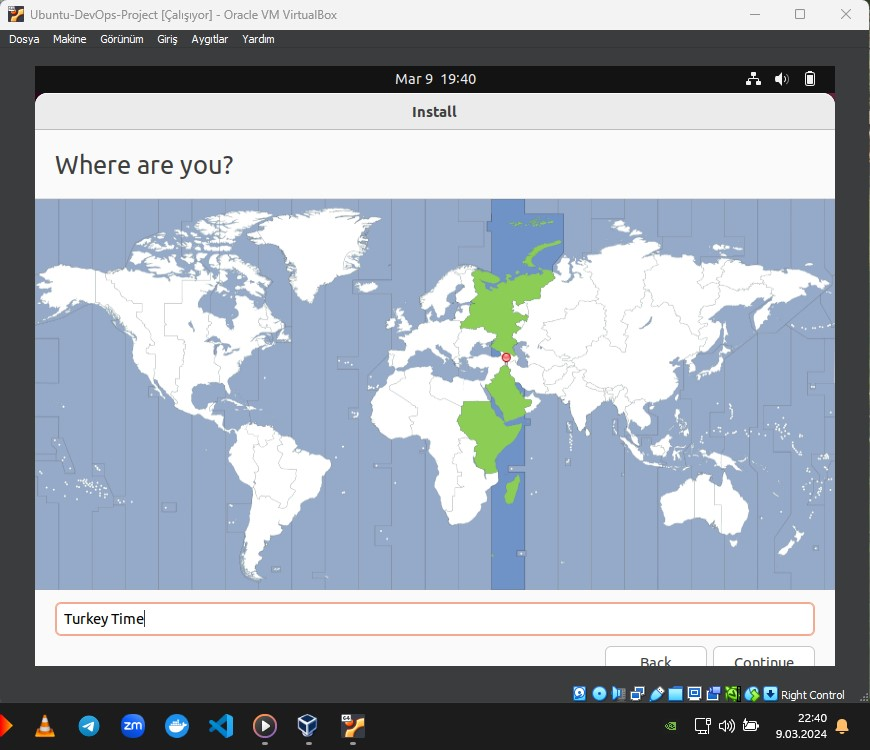 Ubuntu-DevOps-Project [Çalışıyor] - Oracle VM VirtualBox
Dosya Makine Görünüm Giriş Aygıtlar Yardım
Mar 9 19:40
Install
Where are you?
Turkey Time
Back Continue
Right Control
zm
64
22:40
9.03.2024